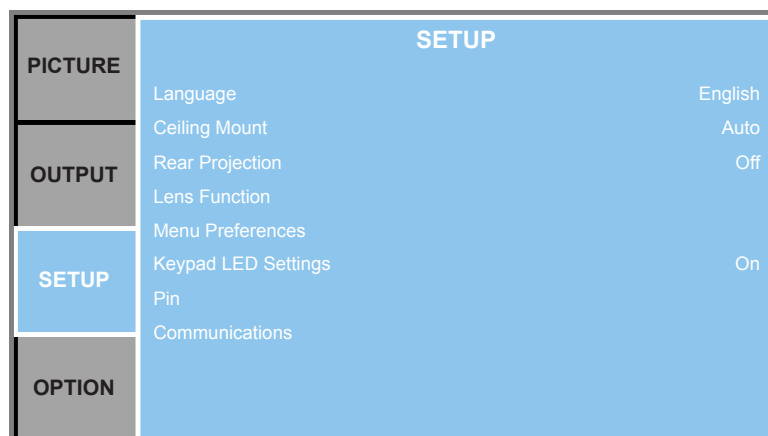 SETUP
PICTURE
OUTPUT
SETUP
OPTION
Language English
Ceiling Mount Auto
Rear Projection Off
Lens Function
Menu Preferences
Keypad LED Settings On
Pin
Communications